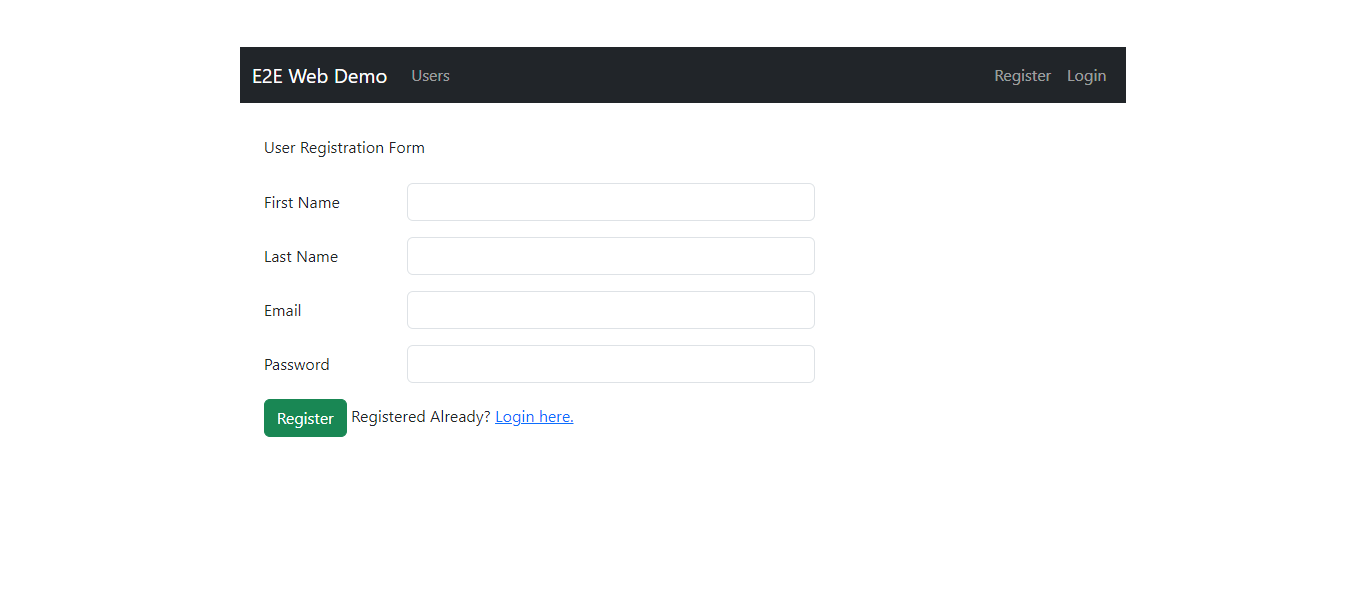 E2E Web Demo Users Register Login
User Registration Form
First Name
Last Name
Email
Password
Register Registered Already? Login here.